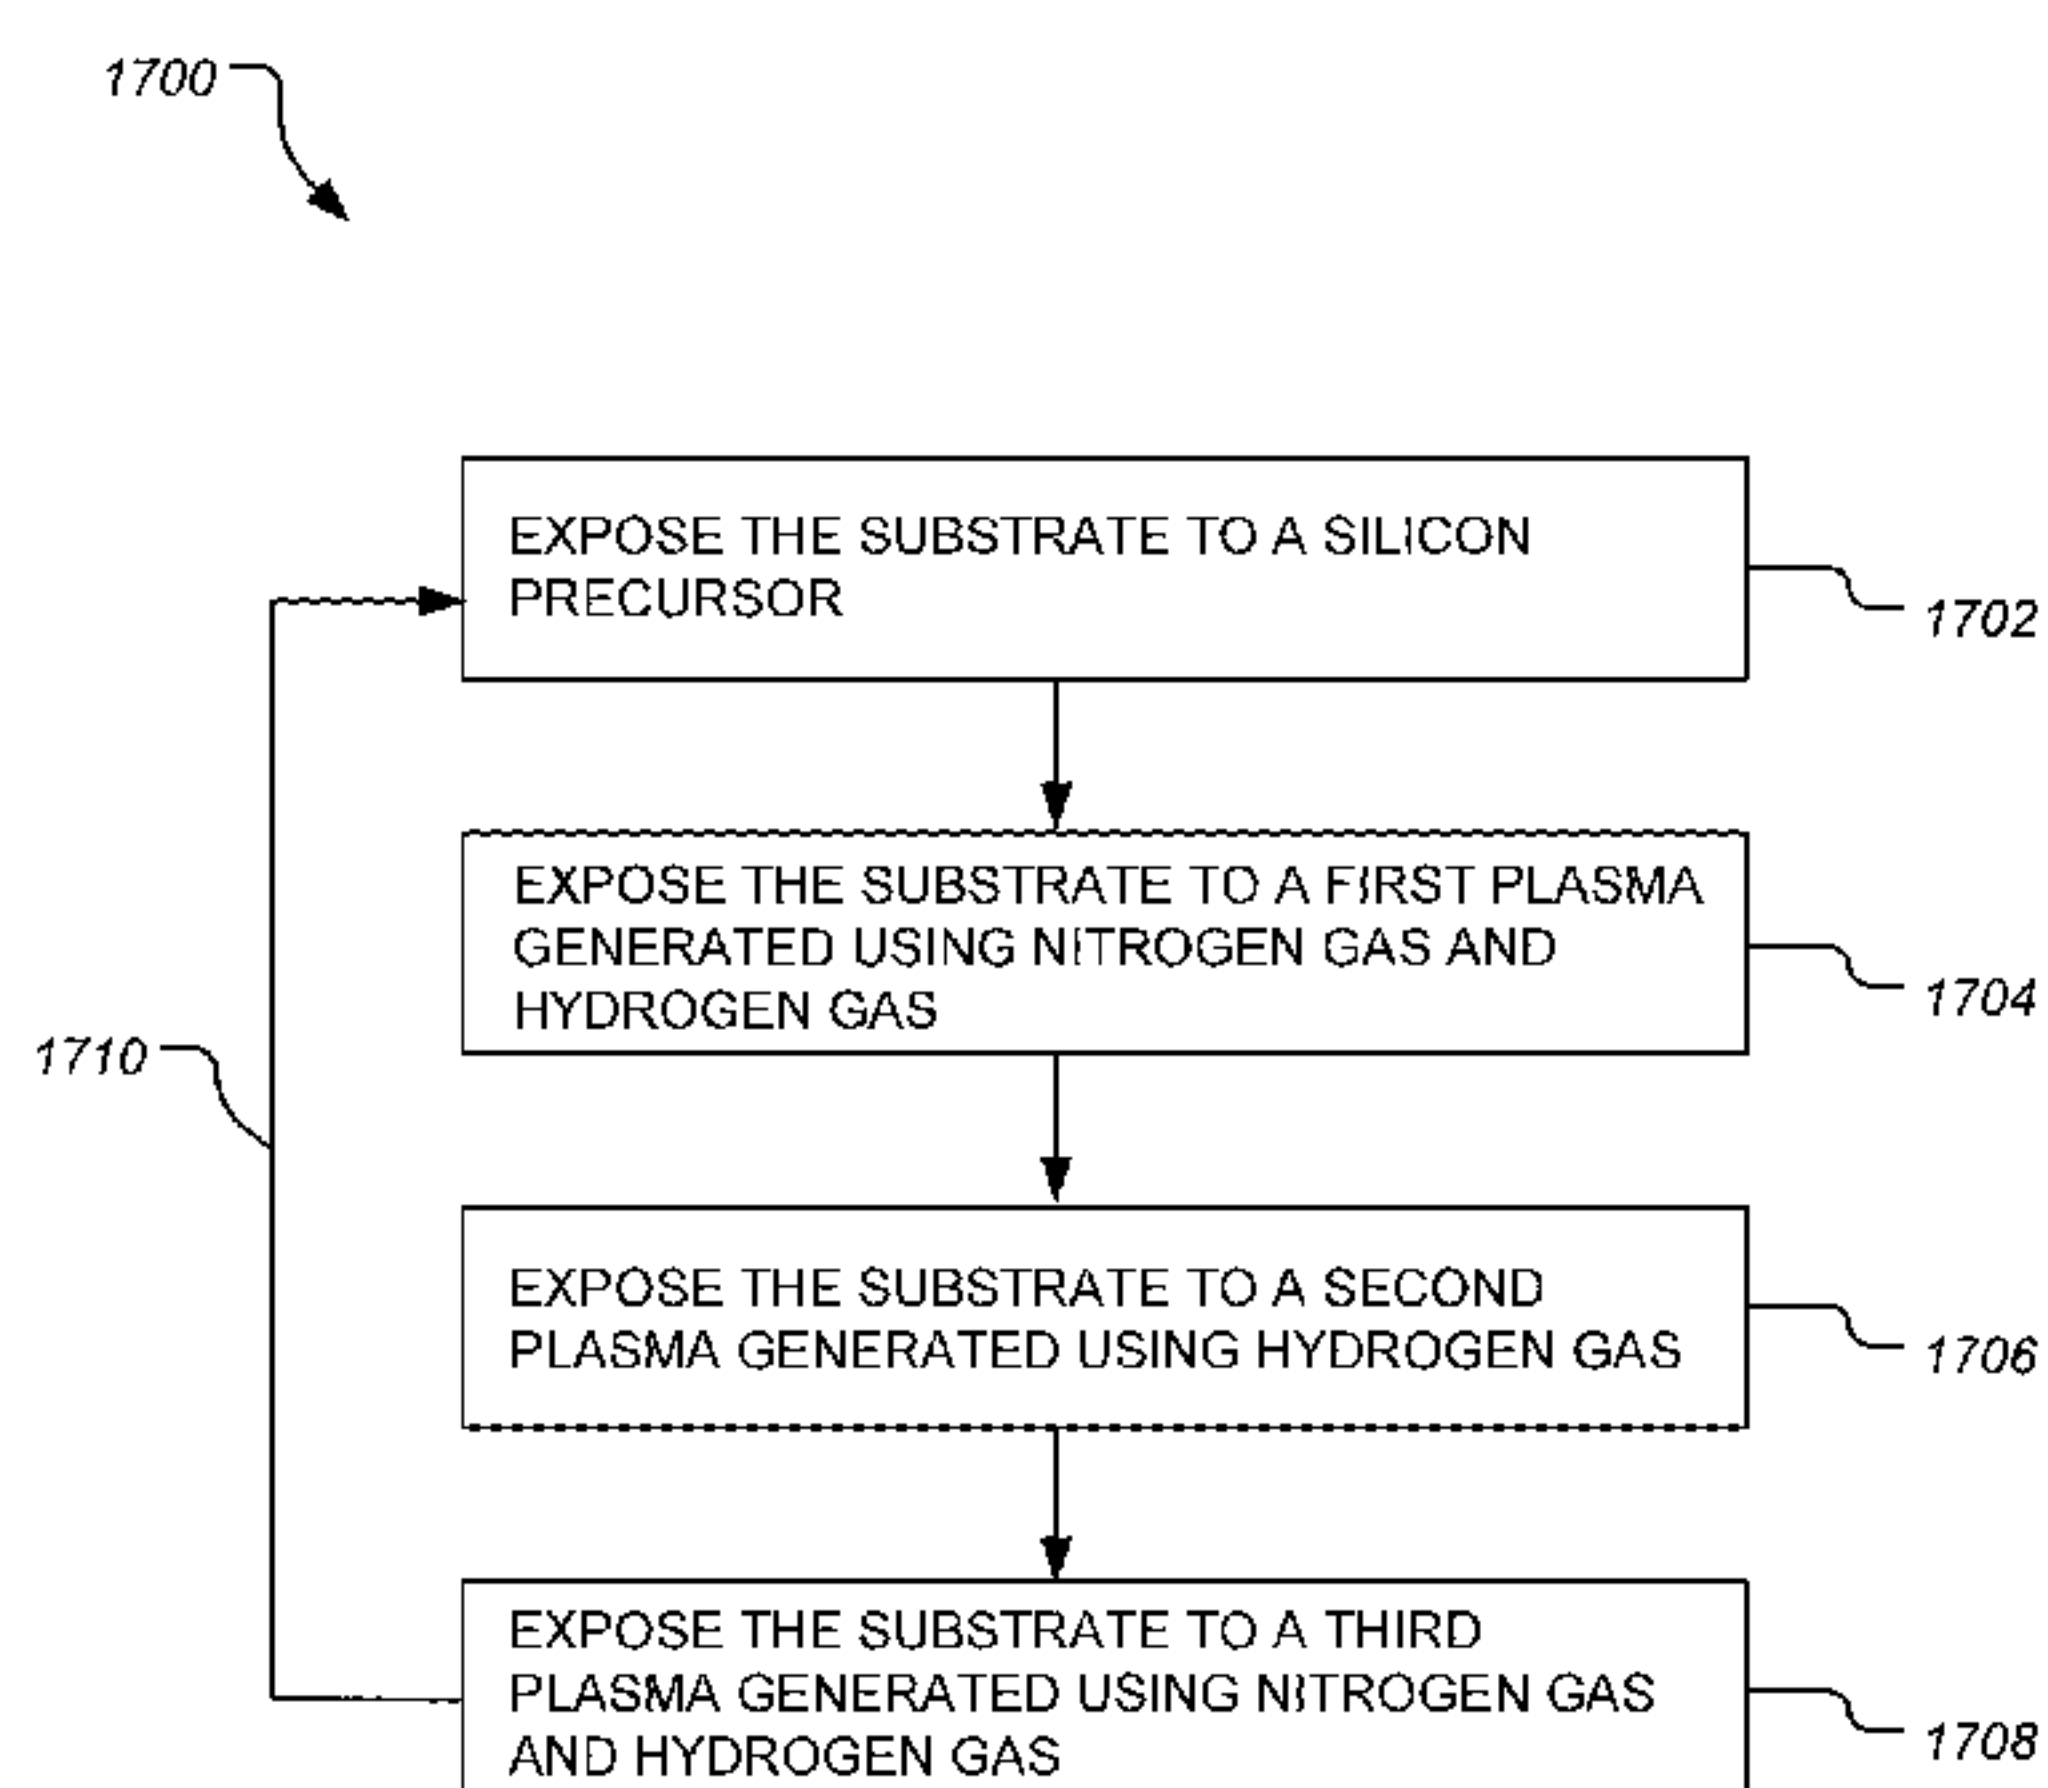 1700
EXPOSE THE SUBSTRATE TO A SILICON
PRECURSOR
1702
EXPOSE THE SUBSTRATE TO A FIRST PLASMA
GENERATED USING NITROGEN GAS AND
HYDROGEN GAS
1704
1710
EXPOSE THE SUBSTRATE TO A SECOND
PLASMA GENERATED USING HYDROGEN GAS
1706
EXPOSE THE SUBSTRATE TO A THIRD
PLASMA GENERATED USING NITROGEN GAS
AND HYDROGEN GAS
1708